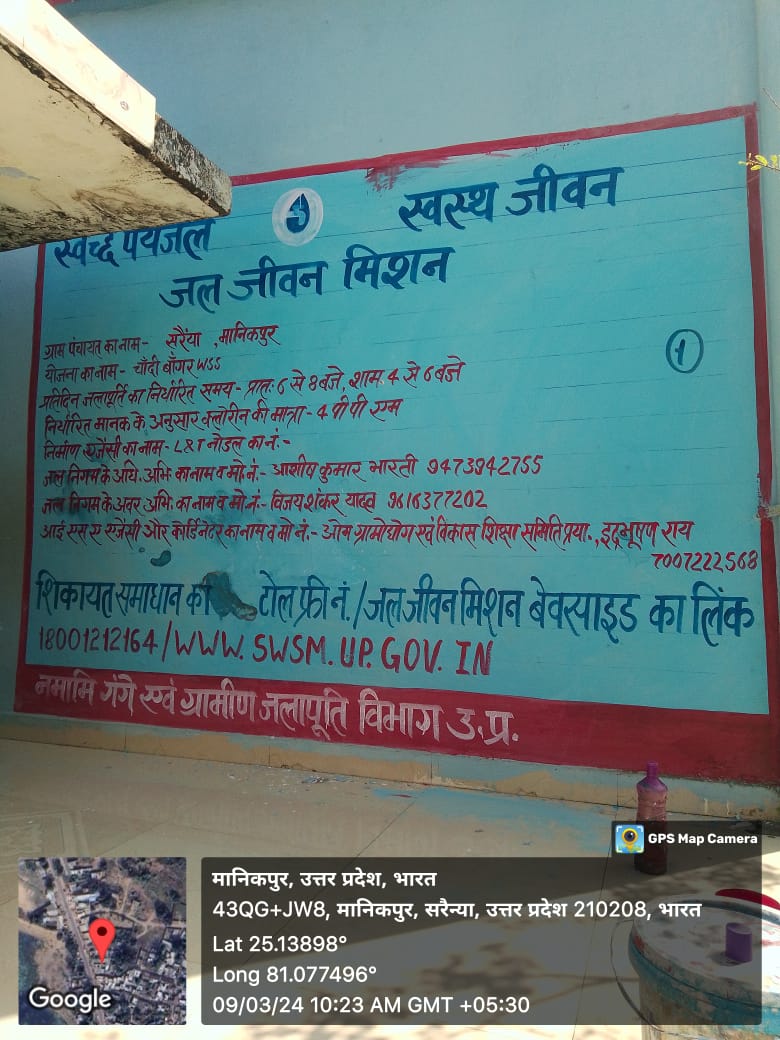 स्वच्छ पेयजल स्वस्थ जीवन
जल जीवन मिशन
ग्राम पंचायत का नाम- सरैंया, मानिकपुर
योजना का नाम- चाँदी बाँगर WSS
प्रतिदिन जलापूर्ति का निर्धारित समय- प्रातः 6 से 8 बजे, शाम 4 से 6 बजे
निर्धारित मानक के अनुसार क्लोरीन की मात्रा- 4 पी पी एम
निर्माण एजेंसी का नाम- L&T नोडल का नं:-
जल निगम के अधि. अभि का नाम व मो. नं.- आशीष कुमार भारती 9473942755
जल निगम के अवर अभि. का नाम व मो. नं.- विजय शंकर यादव 9616377202
आई एस ए एजेंसी और कोर्डिनेटर का नाम व मो नं.- ओम ग्रामोद्योग एवं विकास शिक्षा समिति प्रया., इंद्रभूषण राय
7007222568
शिकायत समाधान का टोल फ्री नं./जल जीवन मिशन बेवसाइड का लिंक
18001212164/WWW.SWSM.UP.GOV.IN
नमामि गंगे एवं ग्रामीण जलापूर्ति विभाग उ.प्र.
1
GPS Map Camera
मानिकपुर, उत्तर प्रदेश, भारत
43QG+JW8, मानिकपुर, सरैन्या, उत्तर प्रदेश 210208, भारत
Lat 25.13898°
Long 81.077496°
09/03/24 10:23 AM GMT +05:30
Google